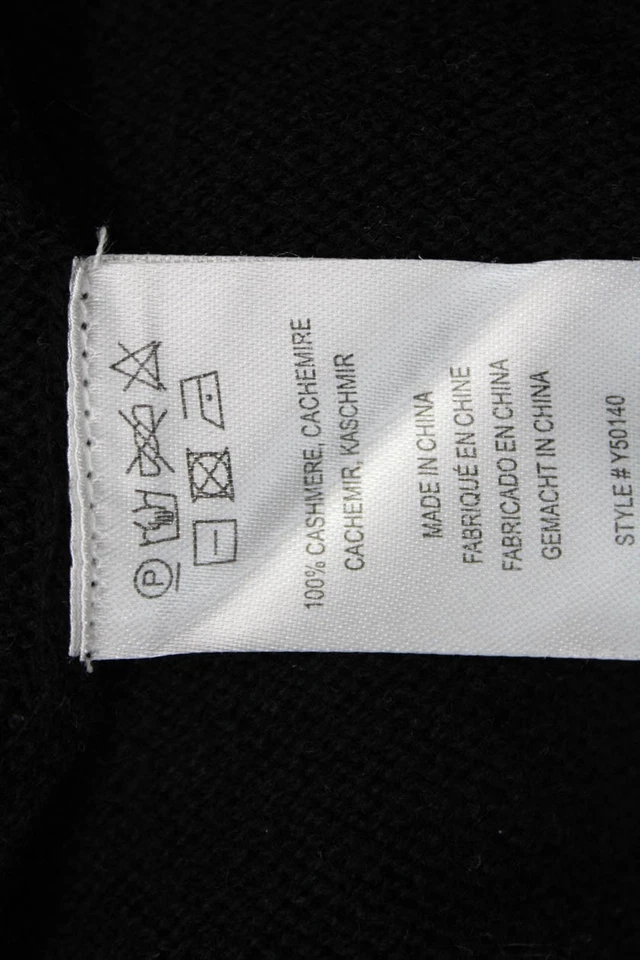 Ⓟ
100% CASHMERE, CACHEMIRE
CACHEMIR, KASCHMIR
MADE IN CHINA
FABRIQUÉ EN CHINE
FABRICADO EN CHINA
GEMACHT IN CHINA
STYLE # Y50140